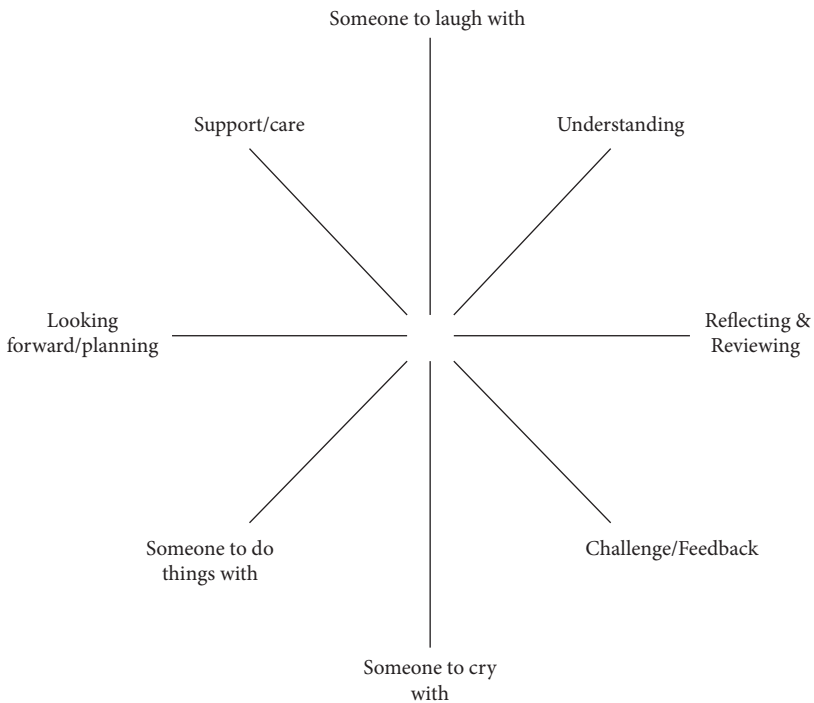 Someone to laugh with
Support/care
Understanding
Looking
forward/planning
Reflecting &
Reviewing
Someone to do
things with
Challenge/Feedback
Someone to cry
with